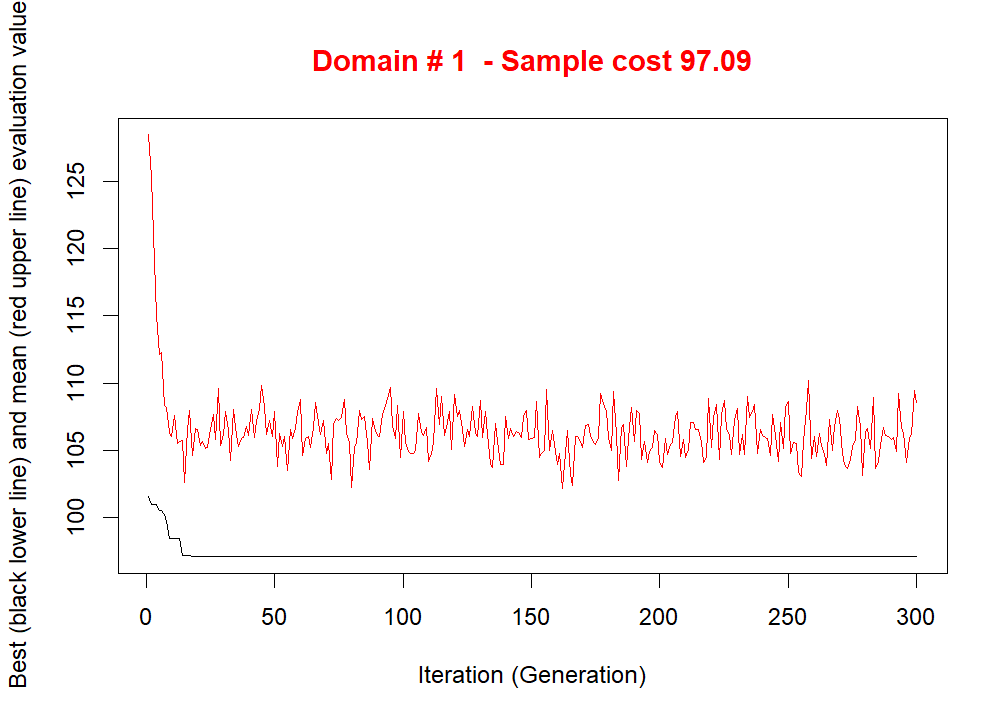 Domain # 1 - Sample cost 97.09
Best (black lower line) and mean (red upper line) evaluation value
125
120
115
110
105
100
0 50 100 150 200 250 300
Iteration (Generation)